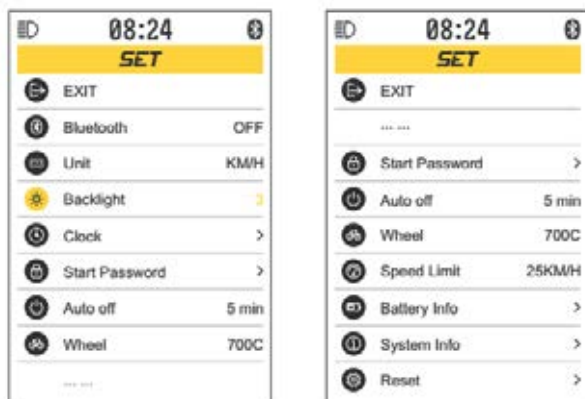 08:24
SET
EXIT
Bluetooth OFF
Unit KM/H
Backlight 3
Clock >
Start Password >
Auto off 5 min
Wheel 700C
... ...
08:24
SET
EXIT
... ...
Start Password >
Auto off 5 min
Wheel 700C
Speed Limit 25KM/H
Battery Info >
System Info >
Reset >